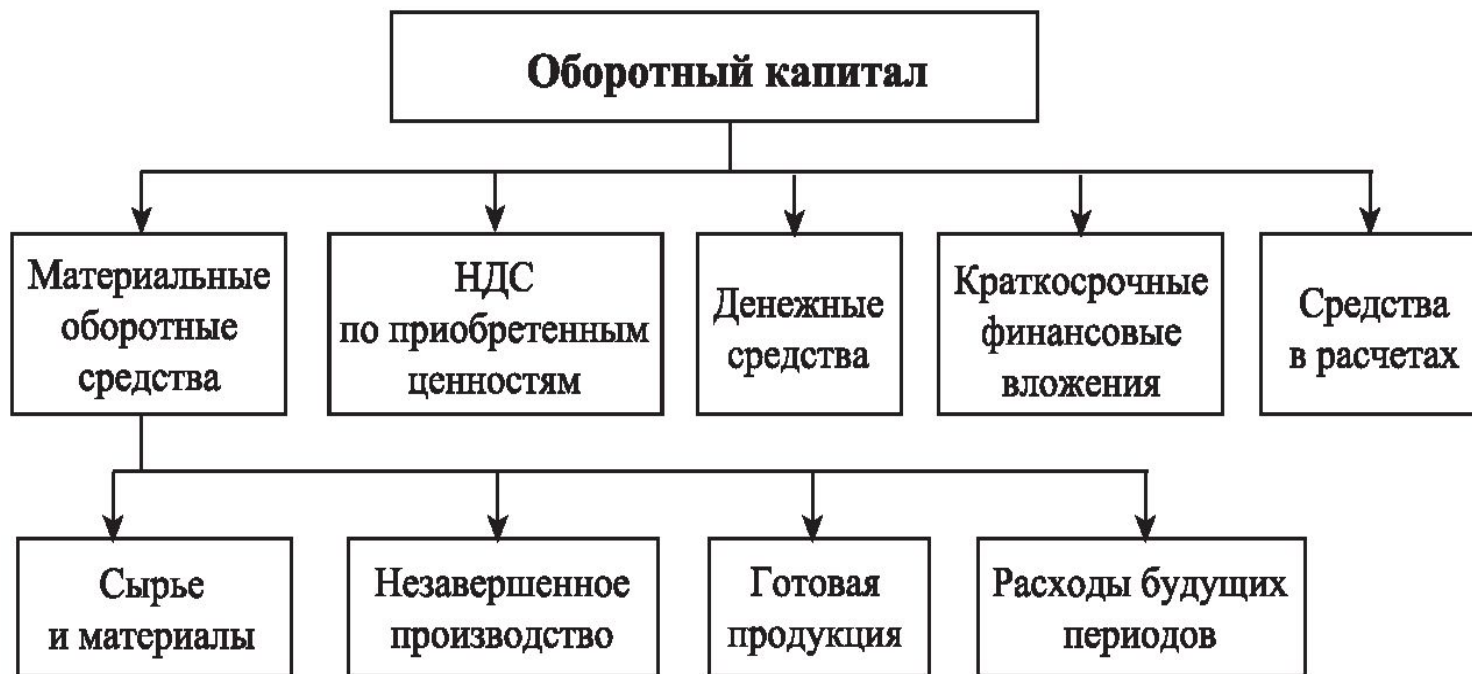 Оборотный капитал
Материальные
оборотные
средства
НДС
по приобретенным
ценностям
Денежные
средства
Краткосрочные
финансовые
вложения
Средства
в расчетах
Сырье
и материалы
Незавершенное
производство
Готовая
продукция
Расходы будущих
периодов